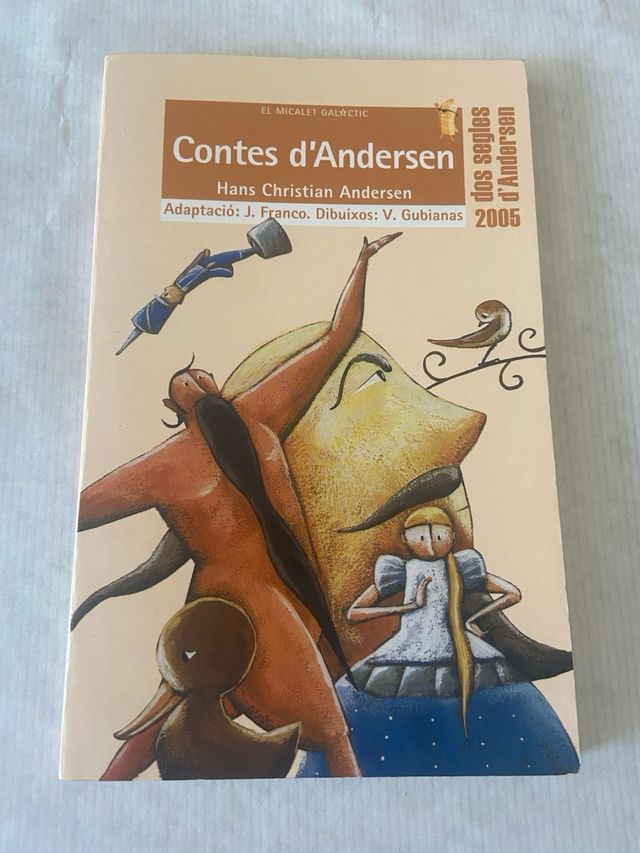 EL MICALET GALÀCTIC
Contes d'Andersen
Hans Christian Andersen
Adaptació: J. Franco. Dibuixos: V. Gubianas
dos segles
d'Andersen
2005